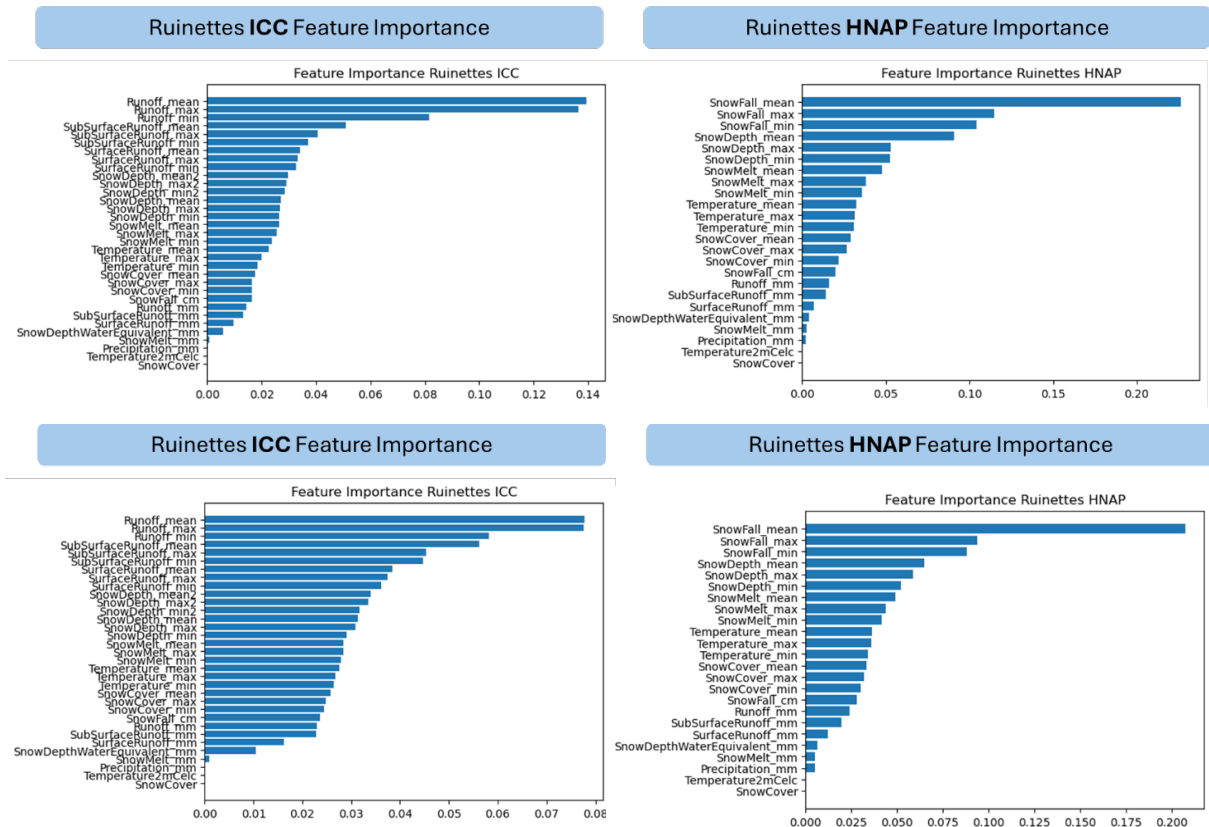 Ruinettes ICC Feature Importance
Feature Importance Ruinettes ICC
Runoff_mean
Runoff_max
Runoff_min
SubSurfaceRunoff_mean
SubSurfaceRunoff_max
SubSurfaceRunoff_min
SurfaceRunoff_mean
SurfaceRunoff_max
SurfaceRunoff_min
SnowDepth_mean2
SnowDepth_max2
SnowDepth_min2
SnowDepth_mean
SnowDepth_max
SnowDepth_min
SnowMelt_mean
SnowMelt_max
SnowMelt_min
Temperature_mean
Temperature_max
Temperature_min
SnowCover_mean
SnowCover_max
SnowCover_min
SnowFall_cm
Runoff_mm
SubSurfaceRunoff_mm
SurfaceRunoff_mm
SnowDepthWaterEquivalent_mm
SnowMelt_mm
Precipitation_mm
Temperature2mCelc
SnowCover
0.00 0.02 0.04 0.06 0.08 0.10 0.12 0.14
Ruinettes HNAP Feature Importance
Feature Importance Ruinettes HNAP
SnowFall_mean
SnowFall_max
SnowFall_min
SnowDepth_mean
SnowDepth_max
SnowDepth_min
SnowMelt_mean
SnowMelt_max
SnowMelt_min
Temperature_mean
Temperature_max
Temperature_min
SnowCover_mean
SnowCover_max
SnowCover_min
SnowFall_cm
Runoff_mm
SubSurfaceRunoff_mm
SurfaceRunoff_mm
SnowDepthWaterEquivalent_mm
SnowMelt_mm
Precipitation_mm
Temperature2mCelc
SnowCover
0.00 0.05 0.10 0.15 0.20
Ruinettes ICC Feature Importance
Feature Importance Ruinettes ICC
Runoff_mean
Runoff_max
Runoff_min
SubSurfaceRunoff_mean
SubSurfaceRunoff_max
SubSurfaceRunoff_min
SurfaceRunoff_mean
SurfaceRunoff_max
SurfaceRunoff_min
SnowDepth_mean2
SnowDepth_max2
SnowDepth_min2
SnowDepth_mean
SnowDepth_max
SnowDepth_min
SnowMelt_mean
SnowMelt_max
SnowMelt_min
Temperature_mean
Temperature_max
Temperature_min
SnowCover_mean
SnowCover_max
SnowCover_min
SnowFall_cm
Runoff_mm
SubSurfaceRunoff_mm
SurfaceRunoff_mm
SnowDepthWaterEquivalent_mm
SnowMelt_mm
Precipitation_mm
Temperature2mCelc
SnowCover
0.00 0.01 0.02 0.03 0.04 0.05 0.06 0.07 0.08
Ruinettes HNAP Feature Importance
Feature Importance Ruinettes HNAP
SnowFall_mean
SnowFall_max
SnowFall_min
SnowDepth_mean
SnowDepth_max
SnowDepth_min
SnowMelt_mean
SnowMelt_max
SnowMelt_min
Temperature_mean
Temperature_max
Temperature_min
SnowCover_mean
SnowCover_max
SnowCover_min
SnowFall_cm
Runoff_mm
SubSurfaceRunoff_mm
SurfaceRunoff_mm
SnowDepthWaterEquivalent_mm
SnowMelt_mm
Precipitation_mm
Temperature2mCelc
SnowCover
0.000 0.025 0.050 0.075 0.100 0.125 0.150 0.175 0.200